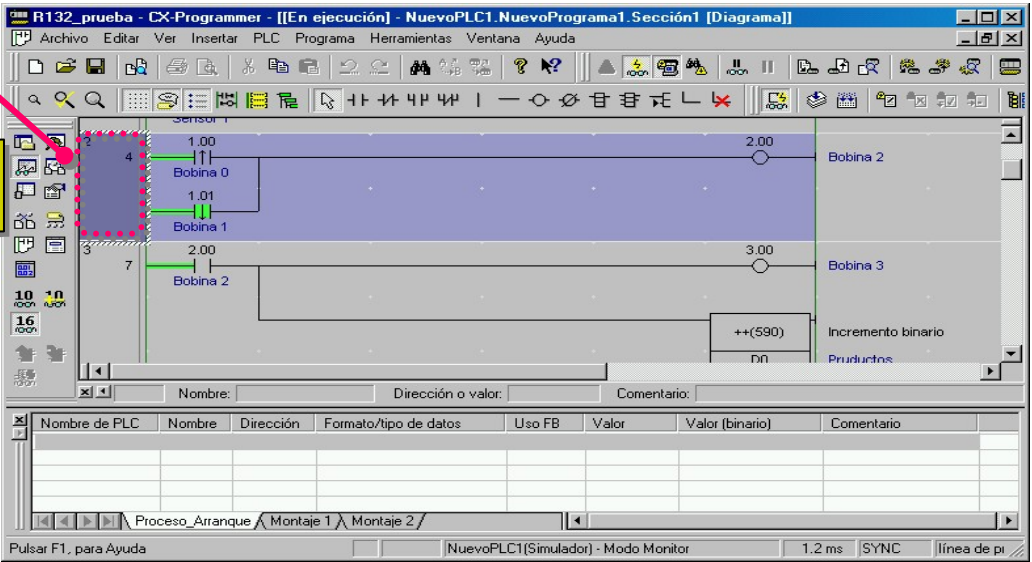 R132_prueba - CX-Programmer - [[En ejecución] - NuevoPLC1.NuevoPrograma1.Sección1 [Diagrama]]
Archivo Editar Ver Insertar PLC Programa Herramientas Ventana Ayuda
Sensor 1
2
4
1.00
Bobina 0
2.00
Bobina 2
1.01
Bobina 1
3
7
2.00
Bobina 2
3.00
Bobina 3
++(590)
Incremento binario
D0
Pruductos
10 10
16
Nombre: Dirección o valor: Comentario:
Nombre de PLC Nombre Dirección Formato/tipo de datos Uso FB Valor Valor (binario) Comentario
Proceso_Arranque Montaje 1 Montaje 2
Pulsar F1, para Ayuda NuevoPLC1(Simulador) - Modo Monitor 1.2 ms SYNC línea de